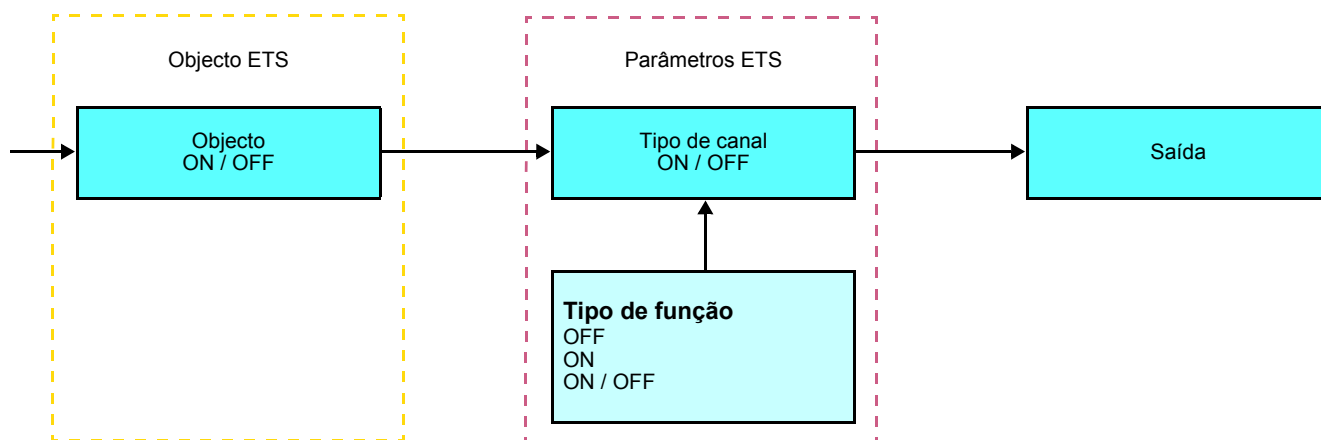 Objecto ETS
Parâmetros ETS
Objecto
ON / OFF
Tipo de canal
ON / OFF
Saída
Tipo de função
OFF
ON
ON / OFF